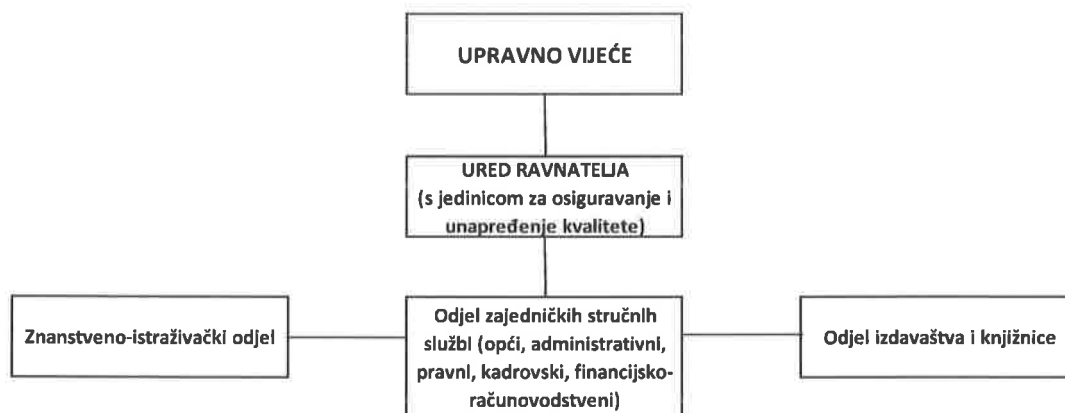 UPRAVNO VIJEĆE
URED RAVNATELJA
(s jedinicom za osiguravanje i
unapređenje kvalitete)
Znanstveno-istraživački odjel
Odjel zajedničkih stručnih
službi (opći, administrativni,
pravni, kadrovski, financijsko-
računovodstveni)
Odjel izdavaštva i knjižnice